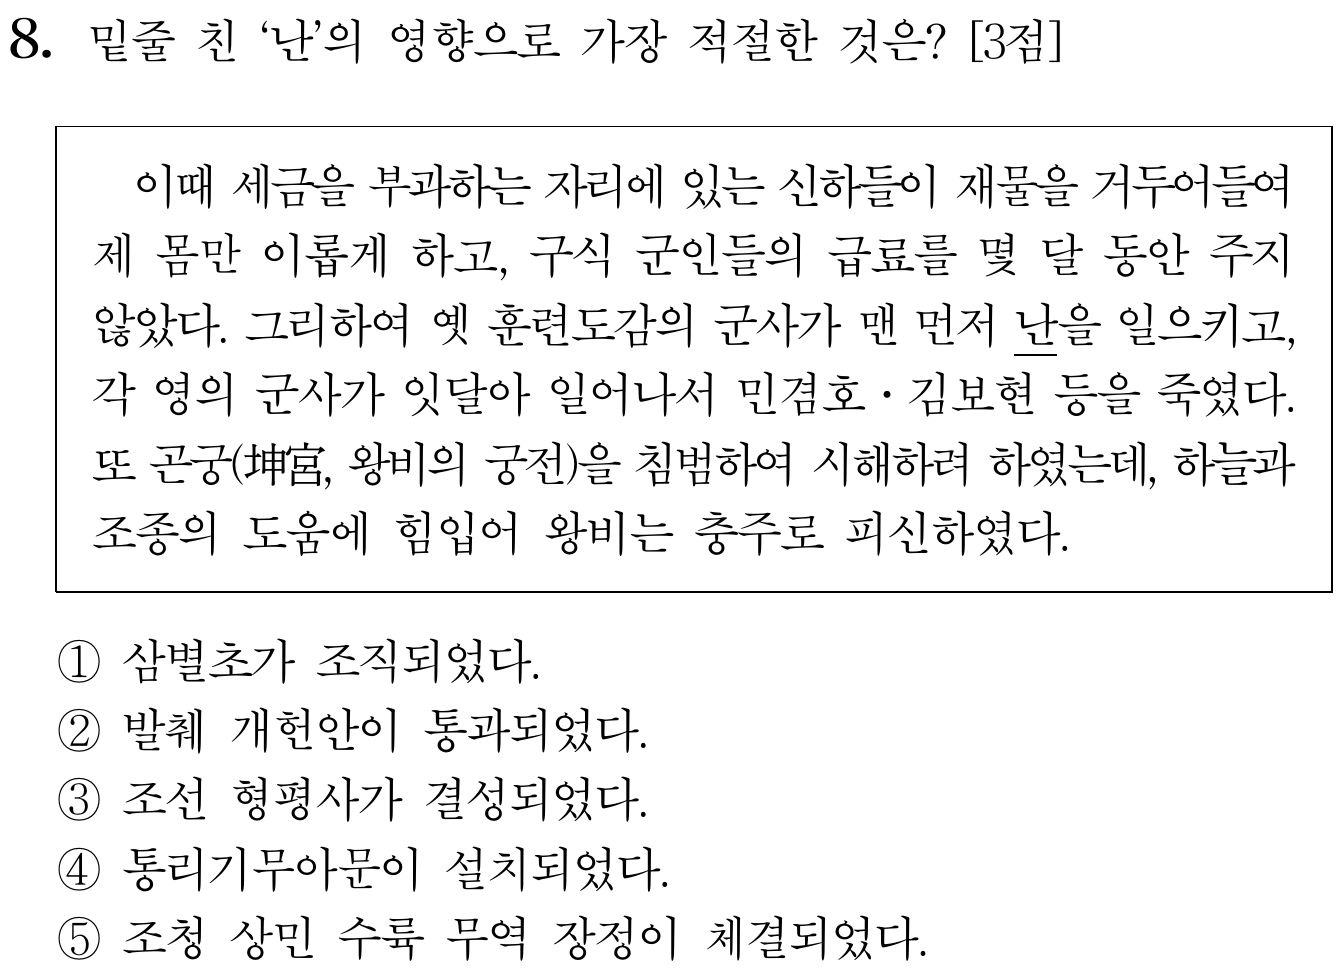 8. 밑줄 친 ‘난’의 영향으로 가장 적절한 것은? [3점]
이때 세금을 부과하는 자리에 있는 신하들이 재물을 거두어들여
제 몸만 이롭게 하고, 구식 군인들의 급료를 몇 달 동안 주지
않았다. 그리하여 옛 훈련도감의 군사가 맨 먼저 난을 일으키고,
각 영의 군사가 잇달아 일어나서 민겸호·김보현 등을 죽였다.
또 곤궁(坤宮, 왕비의 궁전)을 침범하여 시해하려 하였는데, 하늘과
조종의 도움에 힘입어 왕비는 충주로 피신하였다.
① 삼별초가 조직되었다.
② 발췌 개헌안이 통과되었다.
③ 조선 형평사가 결성되었다.
④ 통리기무아문이 설치되었다.
⑤ 조청 상민 수륙 무역 장정이 체결되었다.